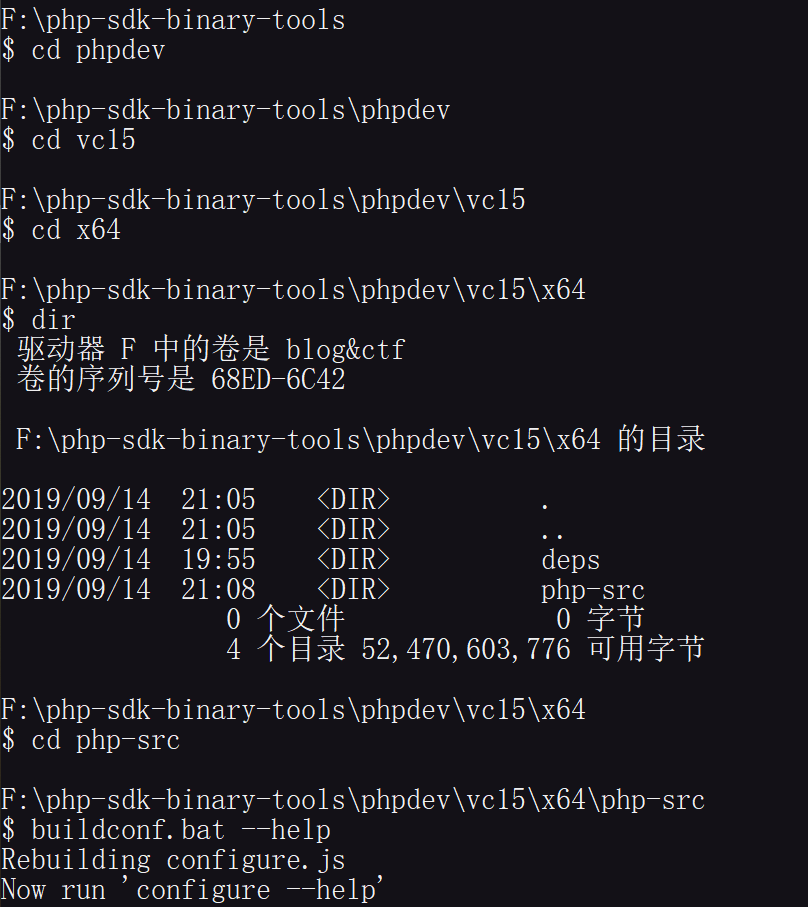 F:\php-sdk-binary-tools
$ cd phpdev
F:\php-sdk-binary-tools\phpdev
$ cd vc15
F:\php-sdk-binary-tools\phpdev\vc15
$ cd x64
F:\php-sdk-binary-tools\phpdev\vc15\x64
$ dir
驱动器 F 中的卷是 blog&ctf
卷的序列号是 68ED-6C42
F:\php-sdk-binary-tools\phpdev\vc15\x64 的目录
2019/09/14  21:05    <DIR>          .
2019/09/14  21:05    <DIR>          ..
2019/09/14  19:55    <DIR>          deps
2019/09/14  21:08    <DIR>          php-src
0 个文件              0 字节
4 个目录 52,470,603,776 可用字节
F:\php-sdk-binary-tools\phpdev\vc15\x64
$ cd php-src
F:\php-sdk-binary-tools\phpdev\vc15\x64\php-src
$ buildconf.bat --help
Rebuilding configure.js
Now run 'configure --help'